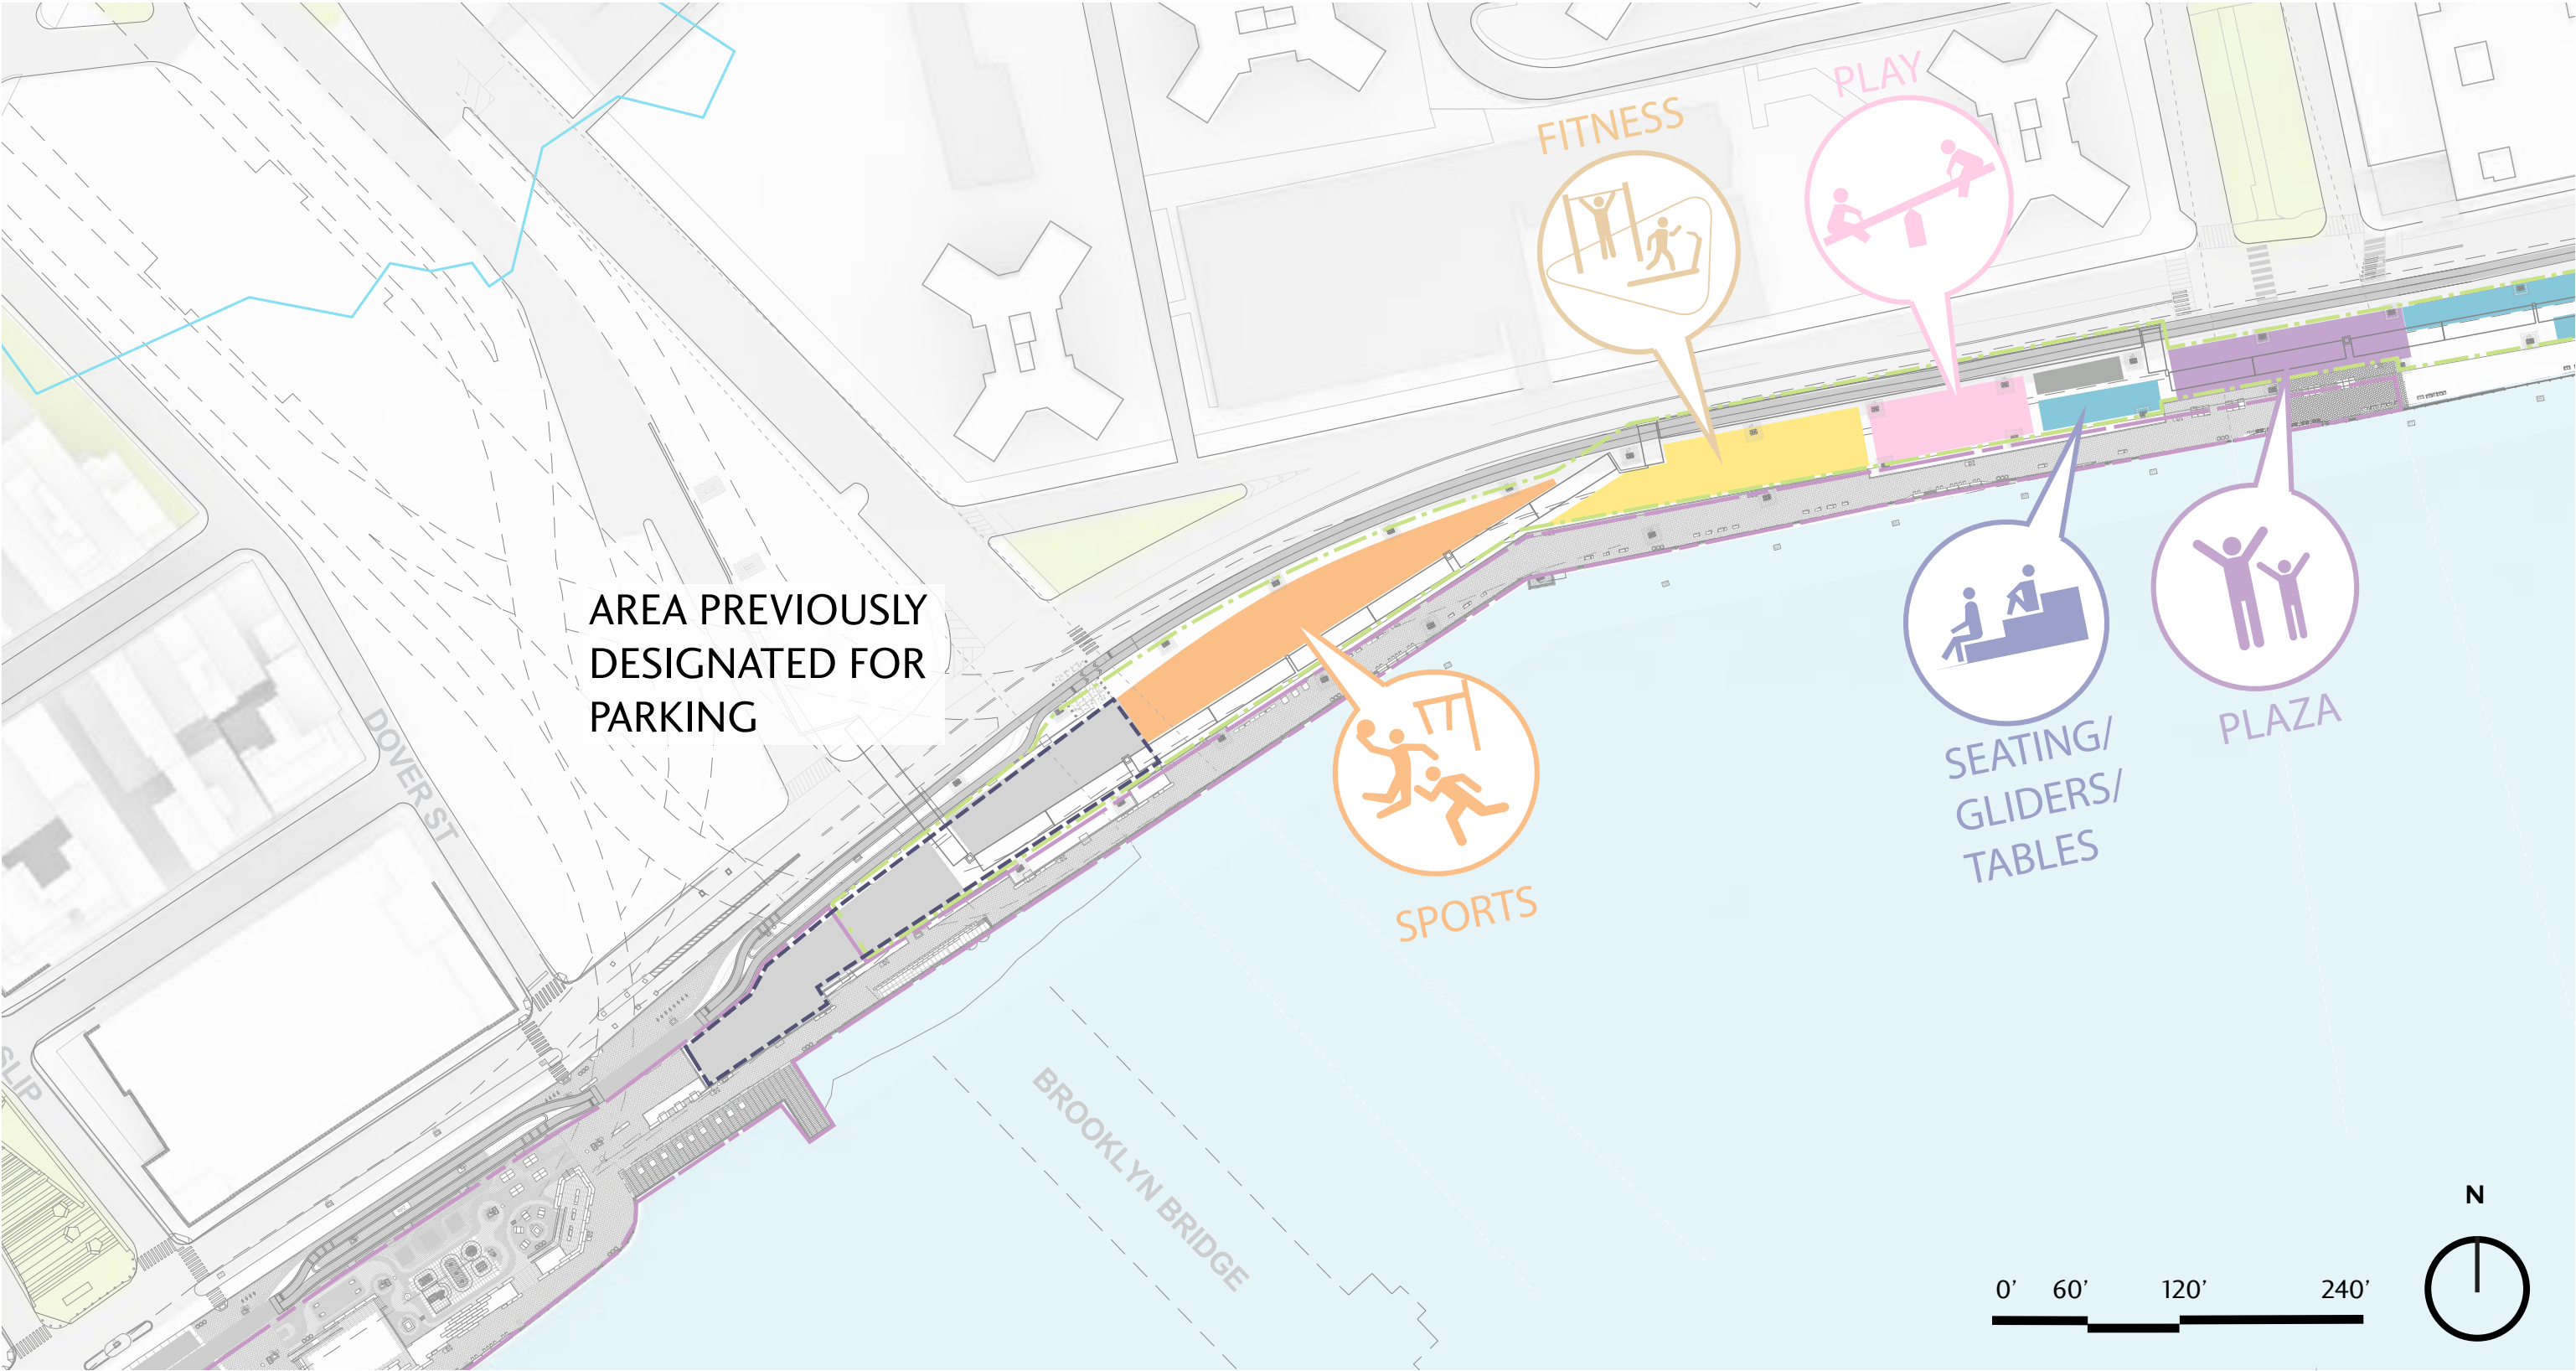 PLAY
FITNESS
AREA PREVIOUSLY
DESIGNATED FOR
PARKING
DOVER ST
SEATING/
GLIDERS/
TABLES
PLAZA
SPORTS
SLIP
BROOKLYN BRIDGE
N
0’ 60’ 120’ 240’